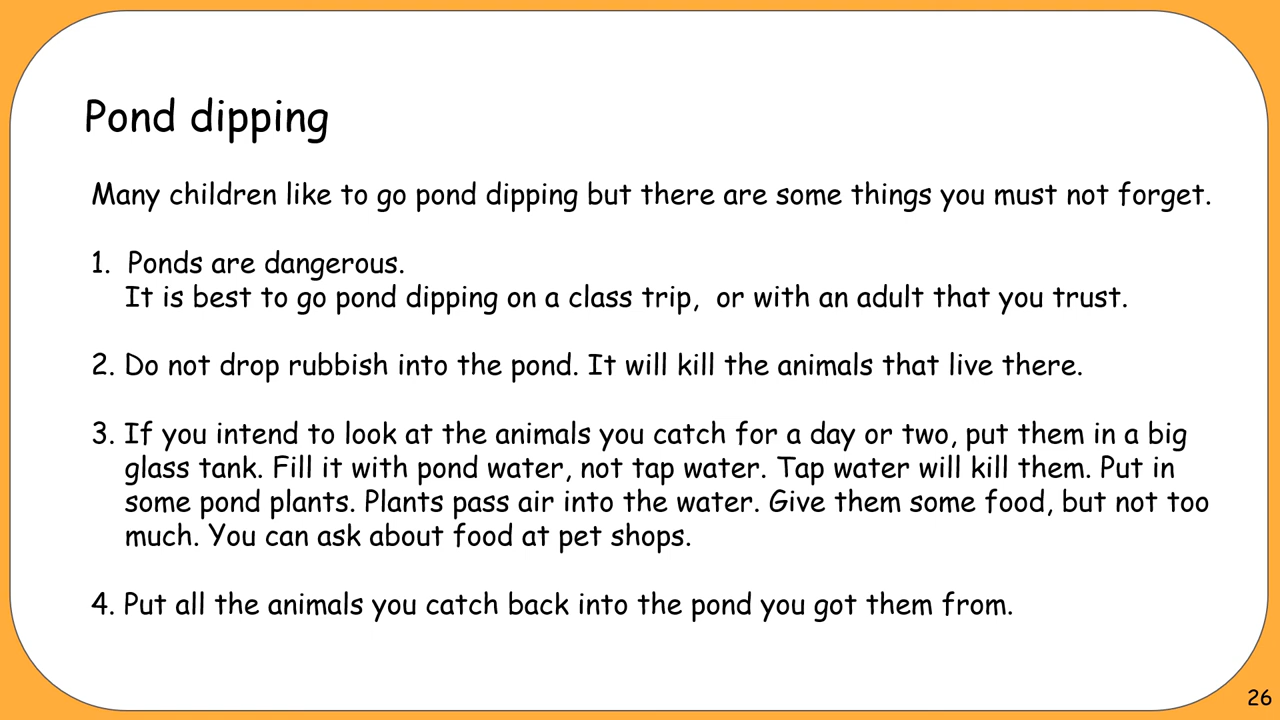 Pond dipping
Many children like to go pond dipping but there are some things you must not forget.
1. Ponds are dangerous.
It is best to go pond dipping on a class trip, or with an adult that you trust.
2. Do not drop rubbish into the pond. It will kill the animals that live there.
3. If you intend to look at the animals you catch for a day or two, put them in a big
glass tank. Fill it with pond water, not tap water. Tap water will kill them. Put in
some pond plants. Plants pass air into the water. Give them some food, but not too
much. You can ask about food at pet shops.
4. Put all the animals you catch back into the pond you got them from.
26